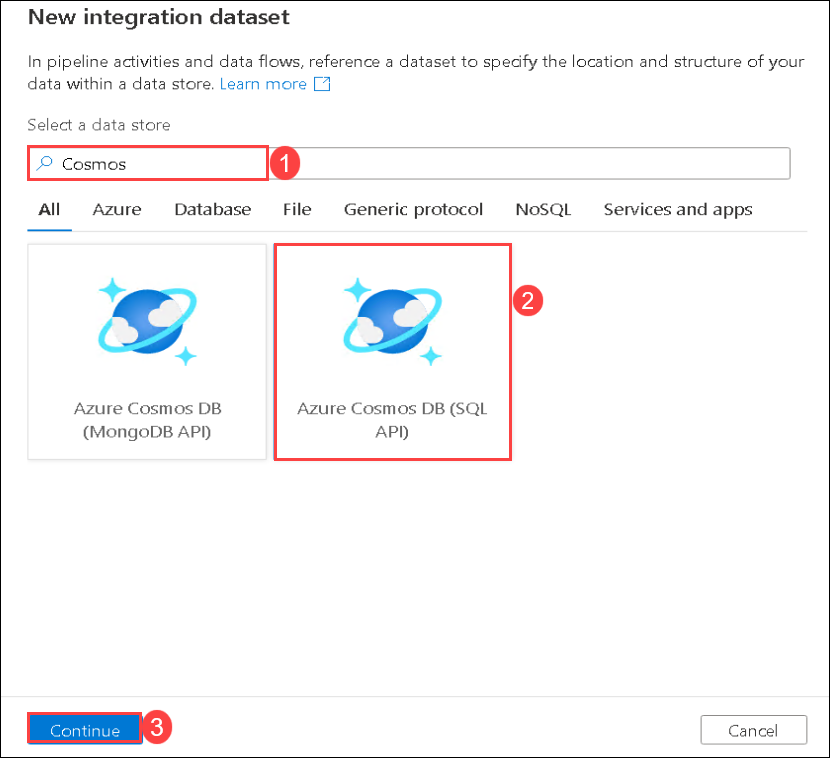 New integration dataset
In pipeline activities and data flows, reference a dataset to specify the location and structure of your
data within a data store. Learn more
Select a data store
Cosmos
1
All Azure Database File Generic protocol NoSQL Services and apps
2
Azure Cosmos DB
(MongoDB API)
Azure Cosmos DB (SQL
API)
Continue
3
Cancel